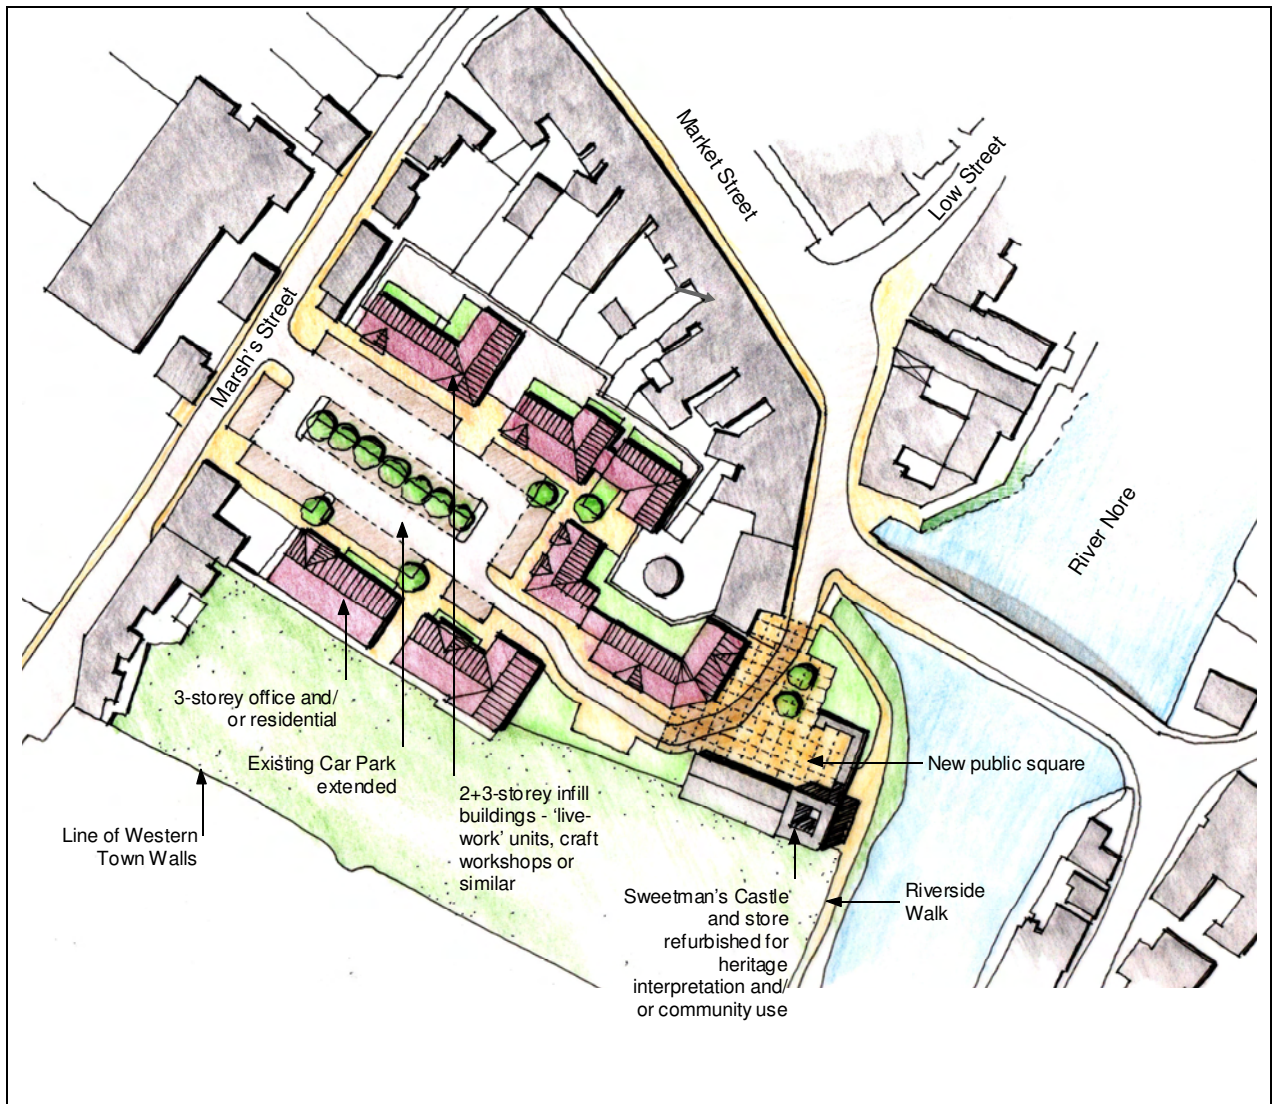 Market Street
Low Street
Marsh's Street
River Nore
3-storey office and/
or residential
Existing Car Park
extended
New public square
2+3-storey infill
buildings - ‘live-
work’ units, craft
workshops or
similar
Line of Western
Town Walls
Sweetman’s Castle
and store
refurbished for
heritage
interpretation and/
or community use
Riverside
Walk